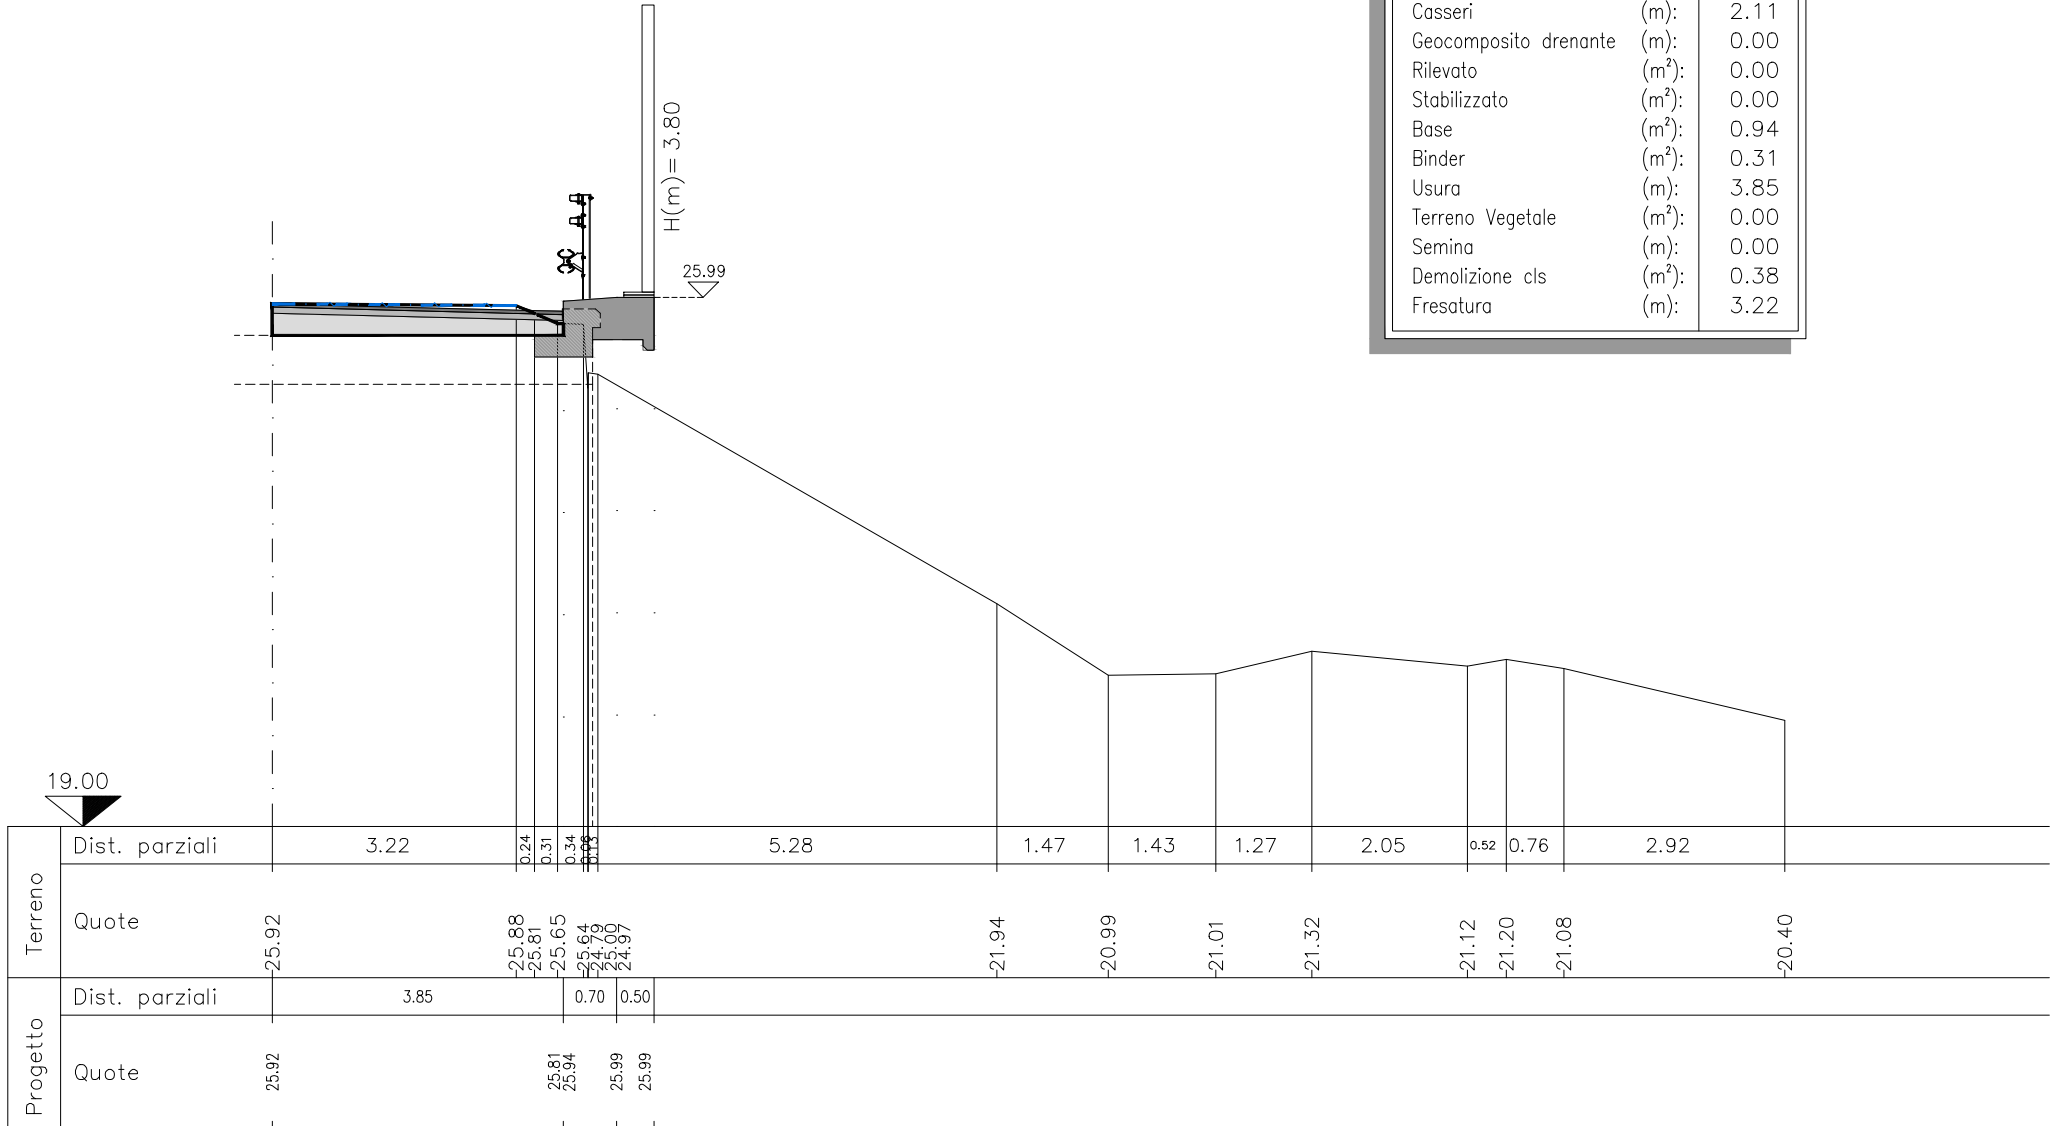 Casseri (m): 2.11
Geocomposito drenante (m): 0.00
Rilevato (m²): 0.00
Stabilizzato (m²): 0.00
Base (m²): 0.94
Binder (m²): 0.31
Usura (m): 3.85
Terreno Vegetale (m²): 0.00
Semina (m): 0.00
Demolizione cls (m²): 0.38
Fresatura (m): 3.22
H(m)= 3.80
25.99
19.00
Terreno
Dist. parziali 3.22 0.24 0.31 0.34 0.06 0.13 5.28 1.47 1.43 1.27 2.05 0.52 0.76 2.92
Quote 25.92 25.88 25.81 25.65 25.64 24.79 25.00 24.97 21.94 20.99 21.01 21.32 21.12 21.20 21.08 20.40
Progetto
Dist. parziali 3.85 0.70 0.50
Quote 25.92 25.81 25.94 25.99 25.99